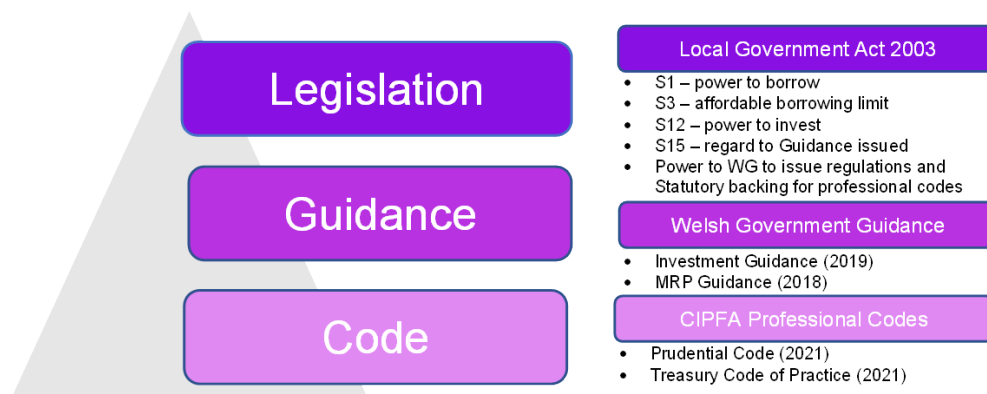 Legislation
Local Government Act 2003
• S1 – power to borrow
• S3 – affordable borrowing limit
• S12 – power to invest
• S15 – regard to Guidance issued
• Power to WG to issue regulations and
Statutory backing for professional codes
Guidance
Welsh Government Guidance
• Investment Guidance (2019)
• MRP Guidance (2018)
Code
CIPFA Professional Codes
• Prudential Code (2021)
• Treasury Code of Practice (2021)